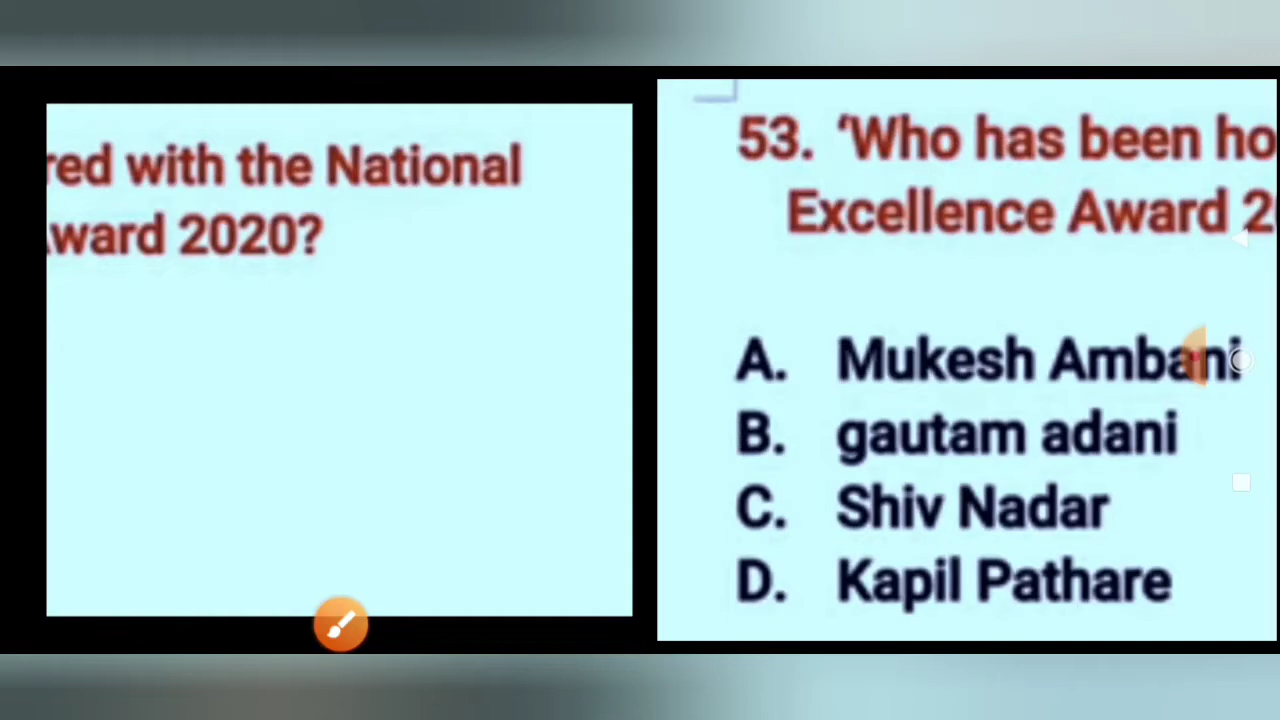 red with the National
ward 2020?
53. ‘Who has been ho
Excellence Award 2
A. Mukesh Ambani
B. gautam adani
C. Shiv Nadar
D. Kapil Pathare